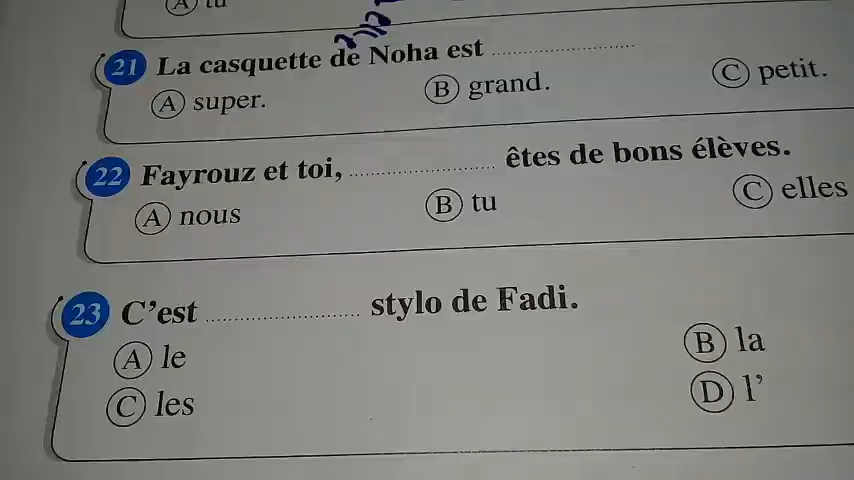 A tu
21 La casquette de Noha est ........................
A super.
B grand.
C petit.
22 Fayrouz et toi, ........................ êtes de bons élèves.
A nous
B tu
C elles
23 C'est ........................ stylo de Fadi.
A le
B la
C les
D l'